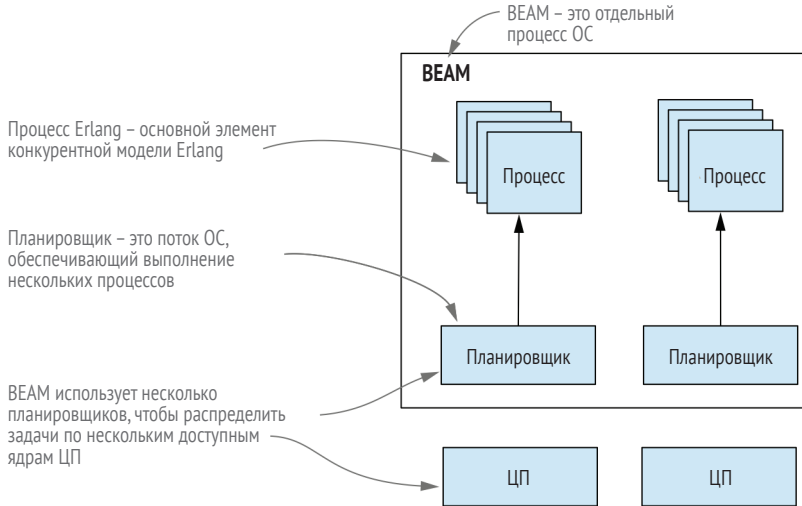 BEAM – это отдельный
процесс ОС
BEAM
Процесс Erlang – основной элемент
конкурентной модели Erlang
Процесс
Процесс
Планировщик – это поток ОС,
обеспечивающий выполнение
нескольких процессов
Планировщик
Планировщик
BEAM использует несколько
планировщиков, чтобы распределить
задачи по нескольким доступным
ядрам ЦП
ЦП
ЦП